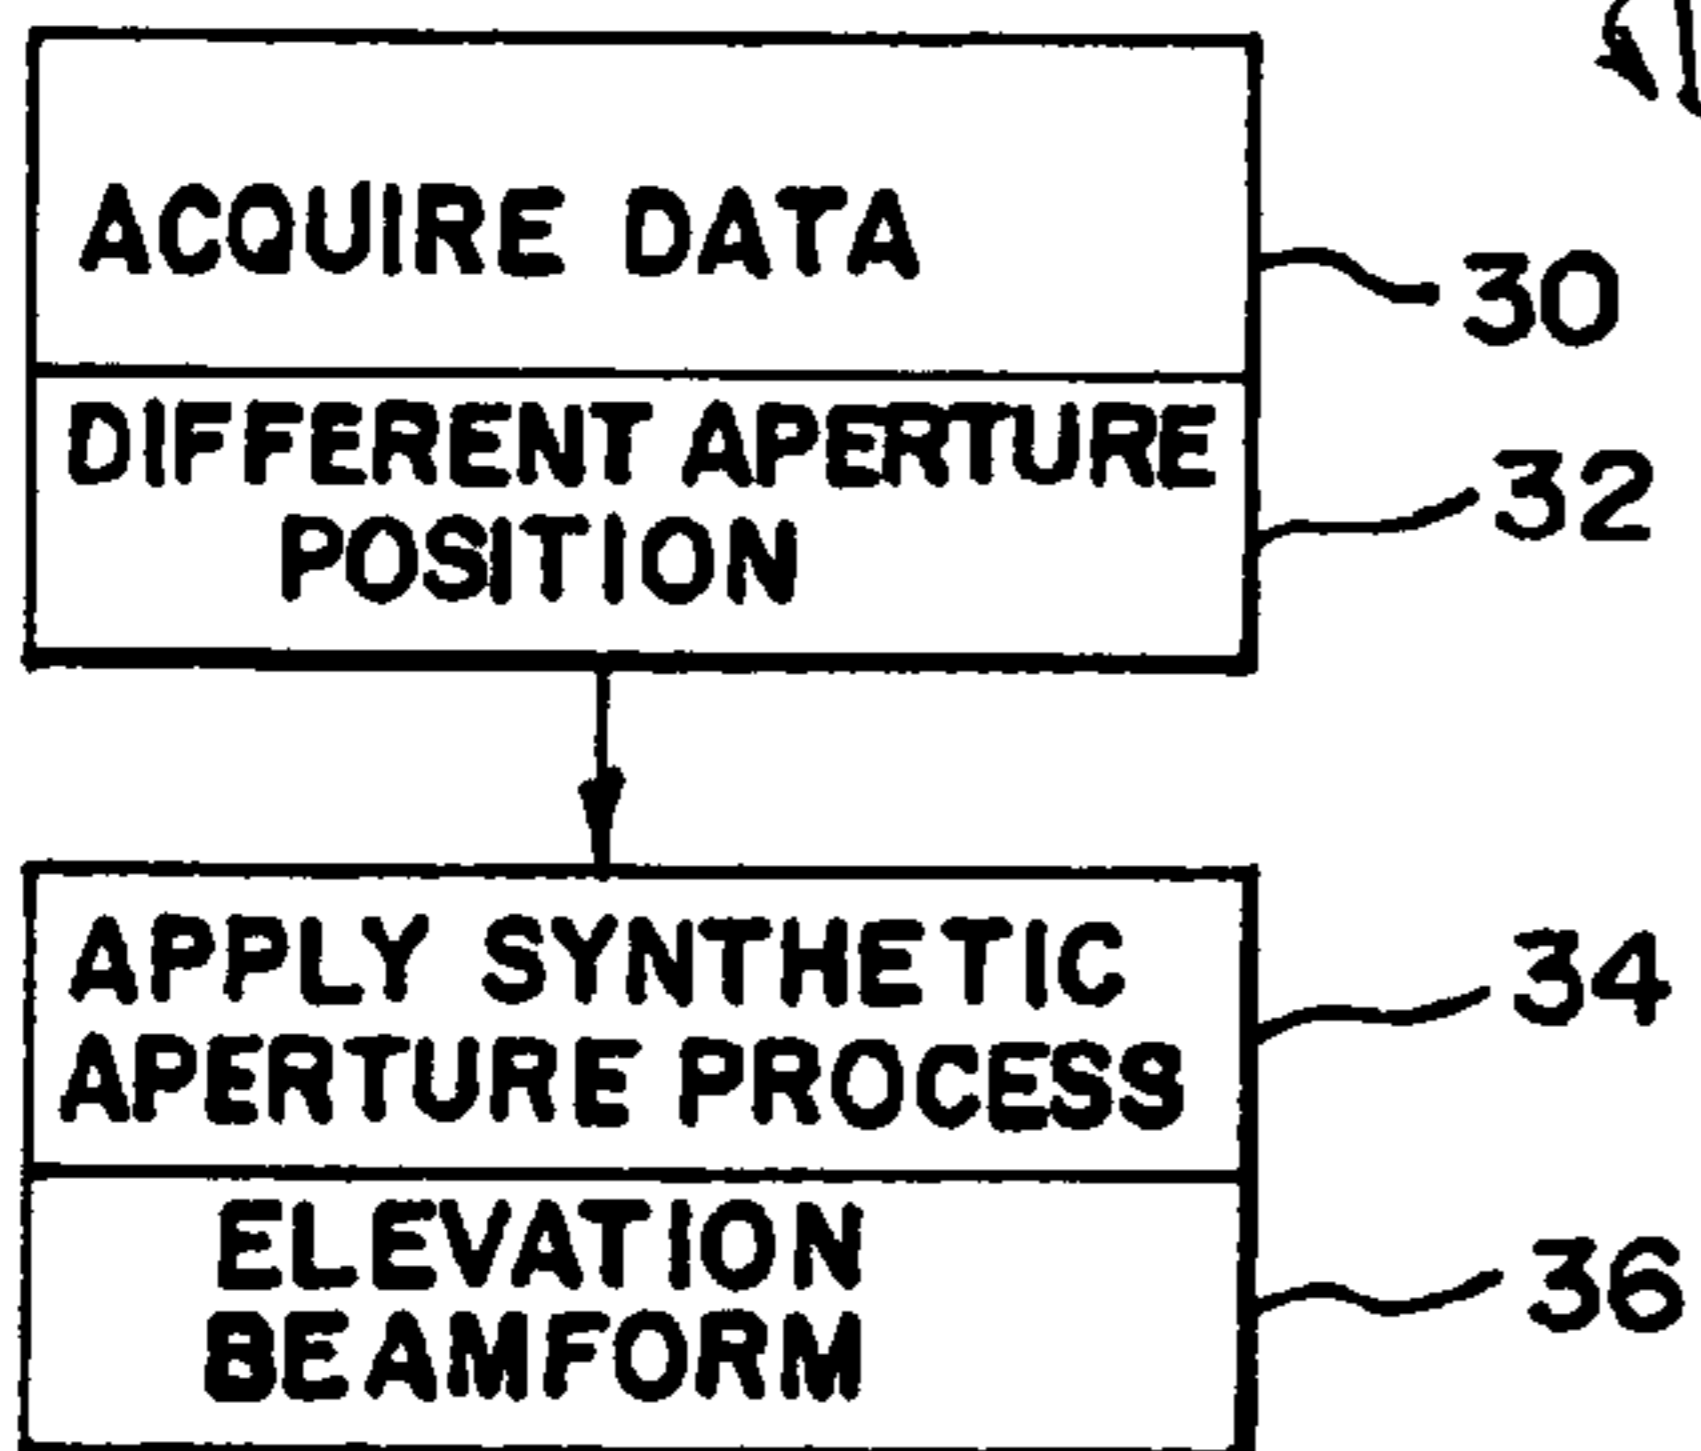 ACQUIRE DATA
30
DIFFERENT APERTURE
POSITION
32
APPLY SYNTHETIC
APERTURE PROCESS
34
ELEVATION
BEAMFORM
36